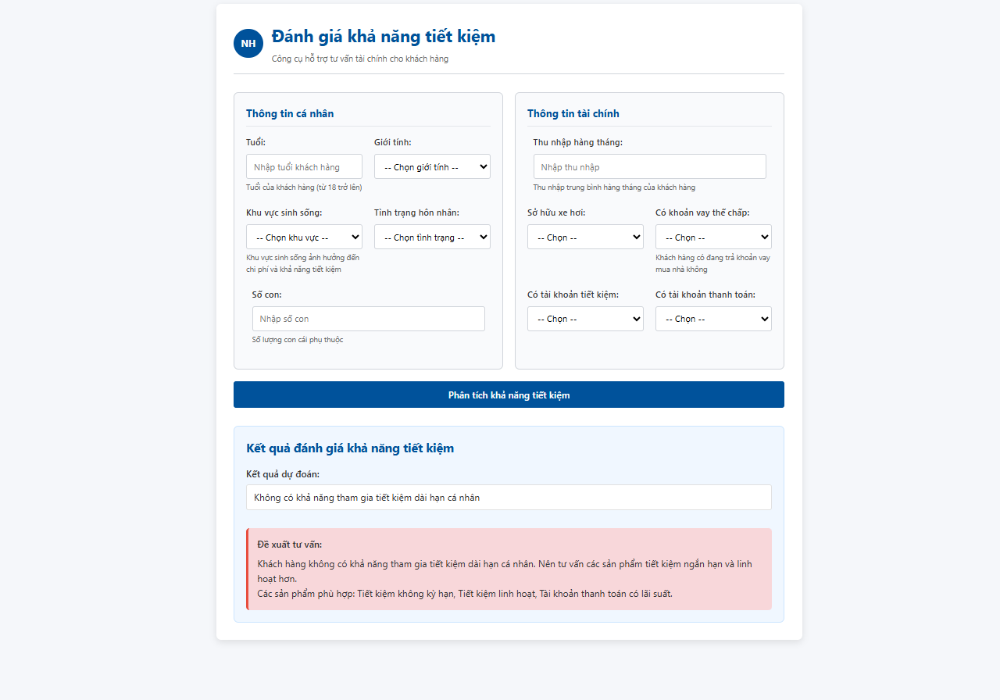 NH
Đánh giá khả năng tiết kiệm
Công cụ hỗ trợ tư vấn tài chính cho khách hàng
Thông tin cá nhân
Tuổi:
Giới tính:
Nhập tuổi khách hàng
-- Chọn giới tính --
Tuổi của khách hàng (từ 18 trở lên)
Khu vực sinh sống:
Tình trạng hôn nhân:
-- Chọn khu vực --
-- Chọn tình trạng --
Khu vực sinh sống ảnh hưởng đến
chi phí và khả năng tiết kiệm
Số con:
Nhập số con
Số lượng con cái phụ thuộc
Thông tin tài chính
Thu nhập hàng tháng:
Nhập thu nhập
Thu nhập trung bình hàng tháng của khách hàng
Sở hữu xe hơi:
Có khoản vay thế chấp:
-- Chọn --
-- Chọn --
Khách hàng có đang trả khoản vay
mua nhà không
Có tài khoản tiết kiệm:
Có tài khoản thanh toán:
-- Chọn --
-- Chọn --
Phân tích khả năng tiết kiệm
Kết quả đánh giá khả năng tiết kiệm
Kết quả dự đoán:
Không có khả năng tham gia tiết kiệm dài hạn cá nhân
Đề xuất tư vấn:
Khách hàng không có khả năng tham gia tiết kiệm dài hạn cá nhân. Nên tư vấn các sản phẩm tiết kiệm ngắn hạn và linh
hoạt hơn.
Các sản phẩm phù hợp: Tiết kiệm không kỳ hạn, Tiết kiệm linh hoạt, Tài khoản thanh toán có lãi suất.